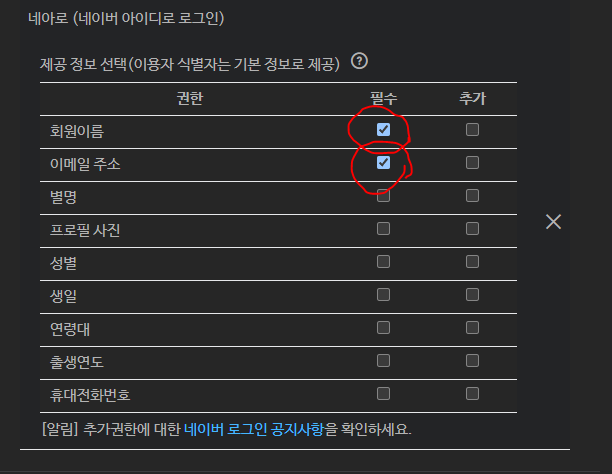 네아로 (네이버 아이디로 로그인)
제공 정보 선택(이용자 식별자는 기본 정보로 제공) ?
권한 필수 추가
회원이름
이메일 주소
별명
프로필 사진
성별
생일
연령대
출생연도
휴대전화번호
[알림] 추가권한에 대한 네이버 로그인 공지사항을 확인하세요.